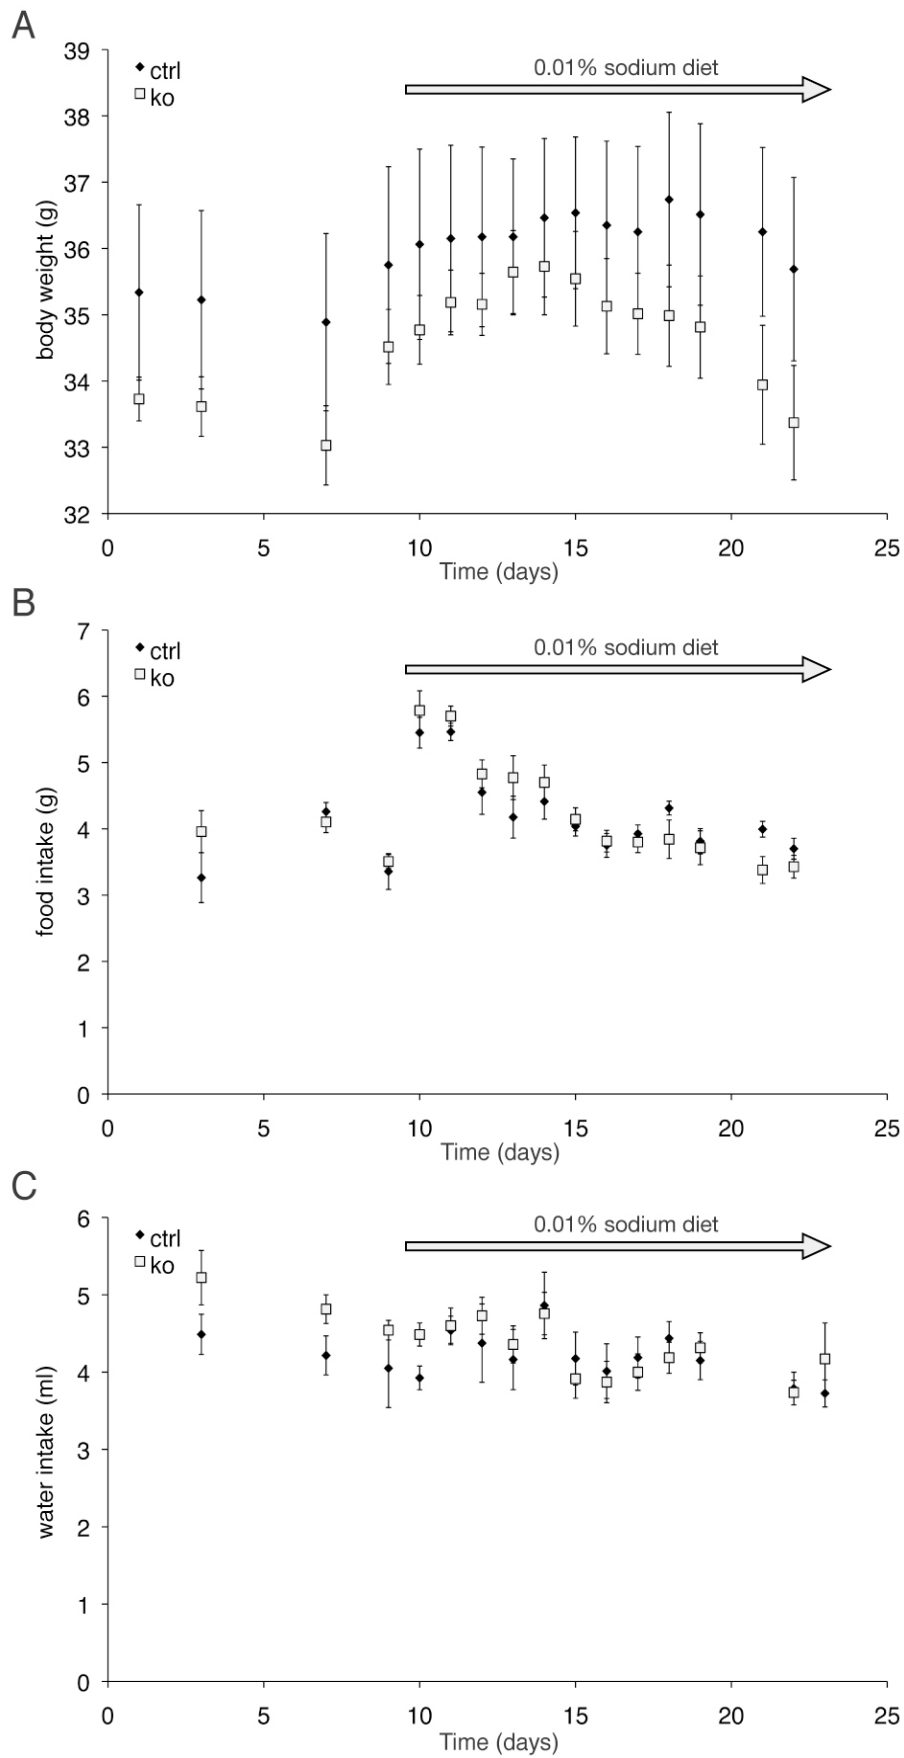 A
39
38
37
36
35
34
33
32
body weight (g)
ctrl
ko
0.01% sodium diet
0 5 10 15 20 25
Time (days)
B
7
6
5
4
3
2
1
0
food intake (g)
ctrl
ko
0.01% sodium diet
0 5 10 15 20 25
Time (days)
C
6
5
4
3
2
1
0
water intake (ml)
ctrl
ko
0.01% sodium diet
0 5 10 15 20 25
Time (days)